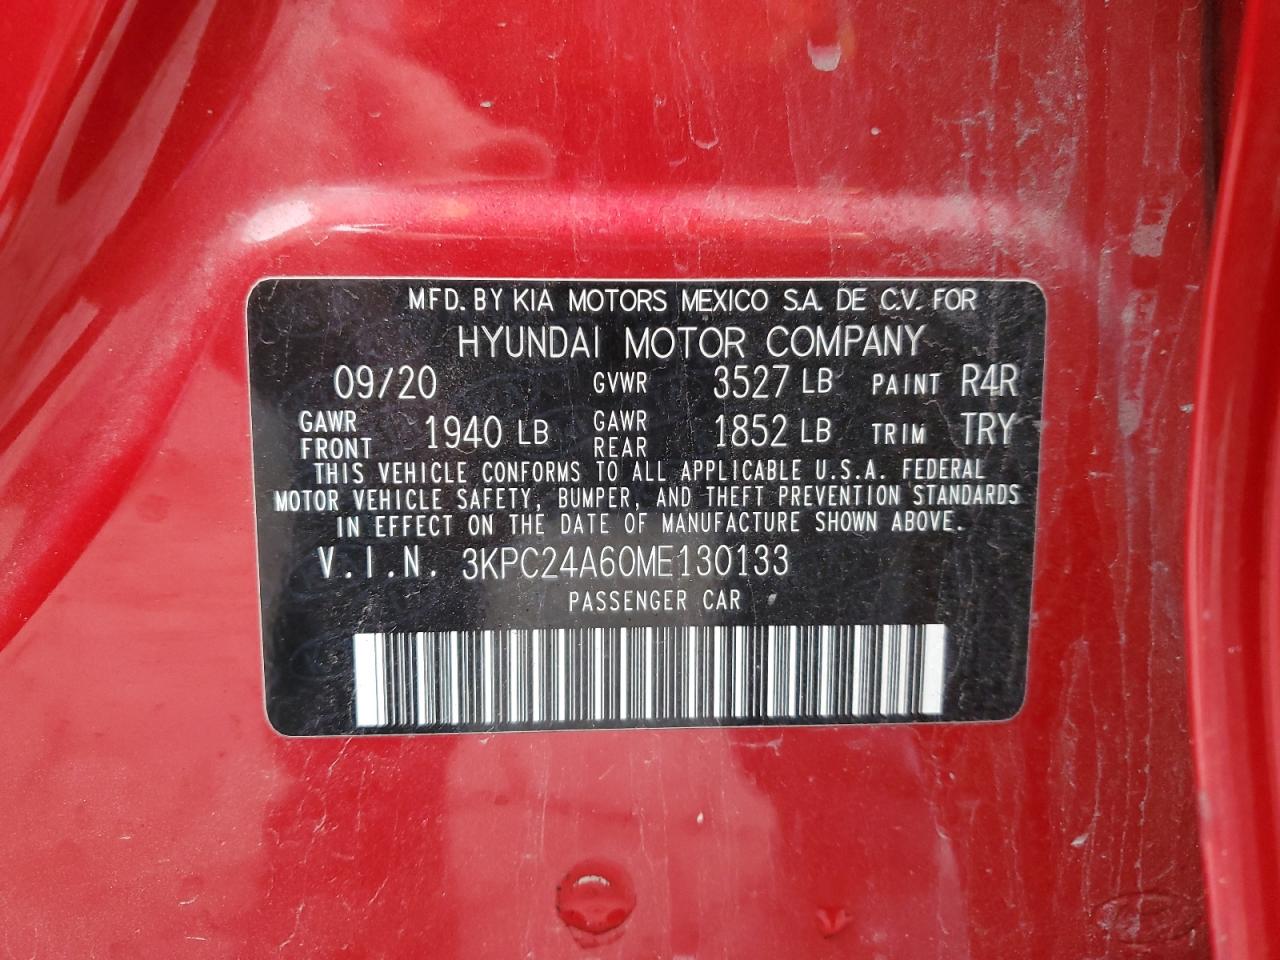 MFD. BY KIA MOTORS MEXICO S.A. DE C.V. FOR
HYUNDAI MOTOR COMPANY
09/20 GVWR 3527 LB PAINT R4R
GAWR FRONT 1940 LB GAWR REAR 1852 LB TRIM TRY
THIS VEHICLE CONFORMS TO ALL APPLICABLE U.S.A. FEDERAL
MOTOR VEHICLE SAFETY, BUMPER, AND THEFT PREVENTION STANDARDS
IN EFFECT ON THE DATE OF MANUFACTURE SHOWN ABOVE.
V.I.N. 3KPC24A60ME130133
PASSENGER CAR